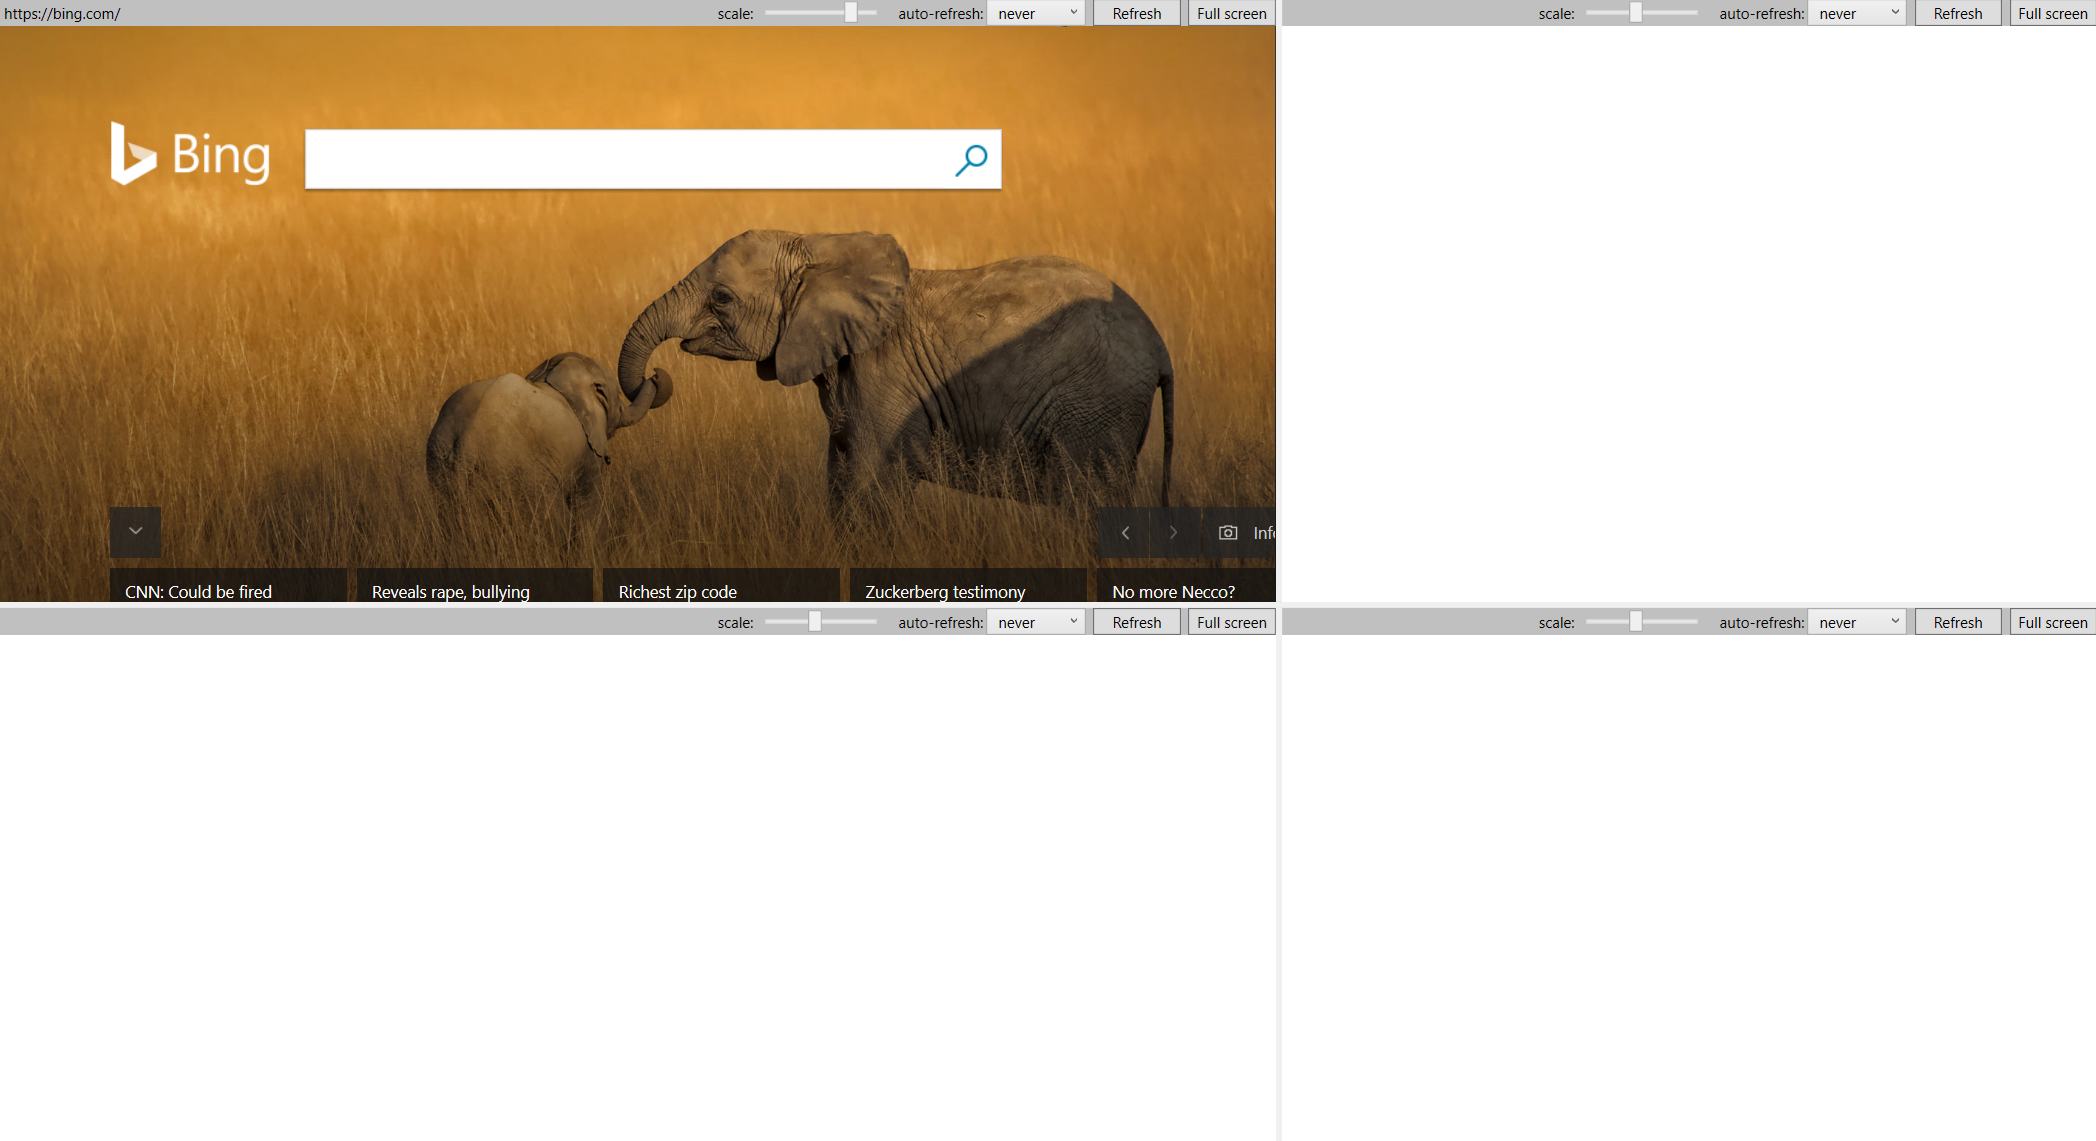 https://bing.com/ scale: auto-refresh: never Refresh Full screen
scale: auto-refresh: never Refresh Full screen
Bing
CNN: Could be fired Reveals rape, bullying Richest zip code Zuckerberg testimony No more Necco?
scale: auto-refresh: never Refresh Full screen
scale: auto-refresh: never Refresh Full screen